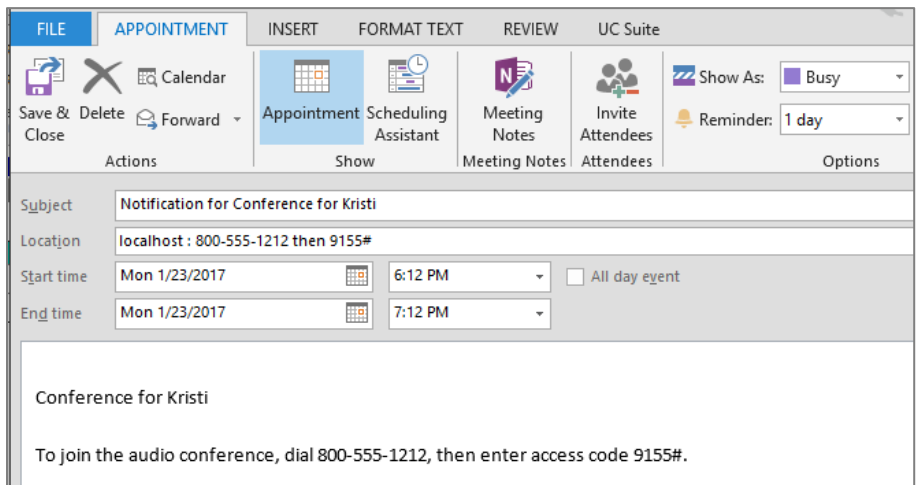 FILE APPOINTMENT INSERT FORMAT TEXT REVIEW UC Suite
Save & Close
Delete
Calendar
Forward
Actions
Appointment
Scheduling Assistant
Show
Meeting Notes
Meeting Notes
Invite Attendees
Attendees
Show As: Busy
Reminder: 1 day
Options
Subject Notification for Conference for Kristi
Location localhost : 800-555-1212 then 9155#
Start time Mon 1/23/2017 6:12 PM All day event
End time Mon 1/23/2017 7:12 PM
Conference for Kristi
To join the audio conference, dial 800-555-1212, then enter access code 9155#.